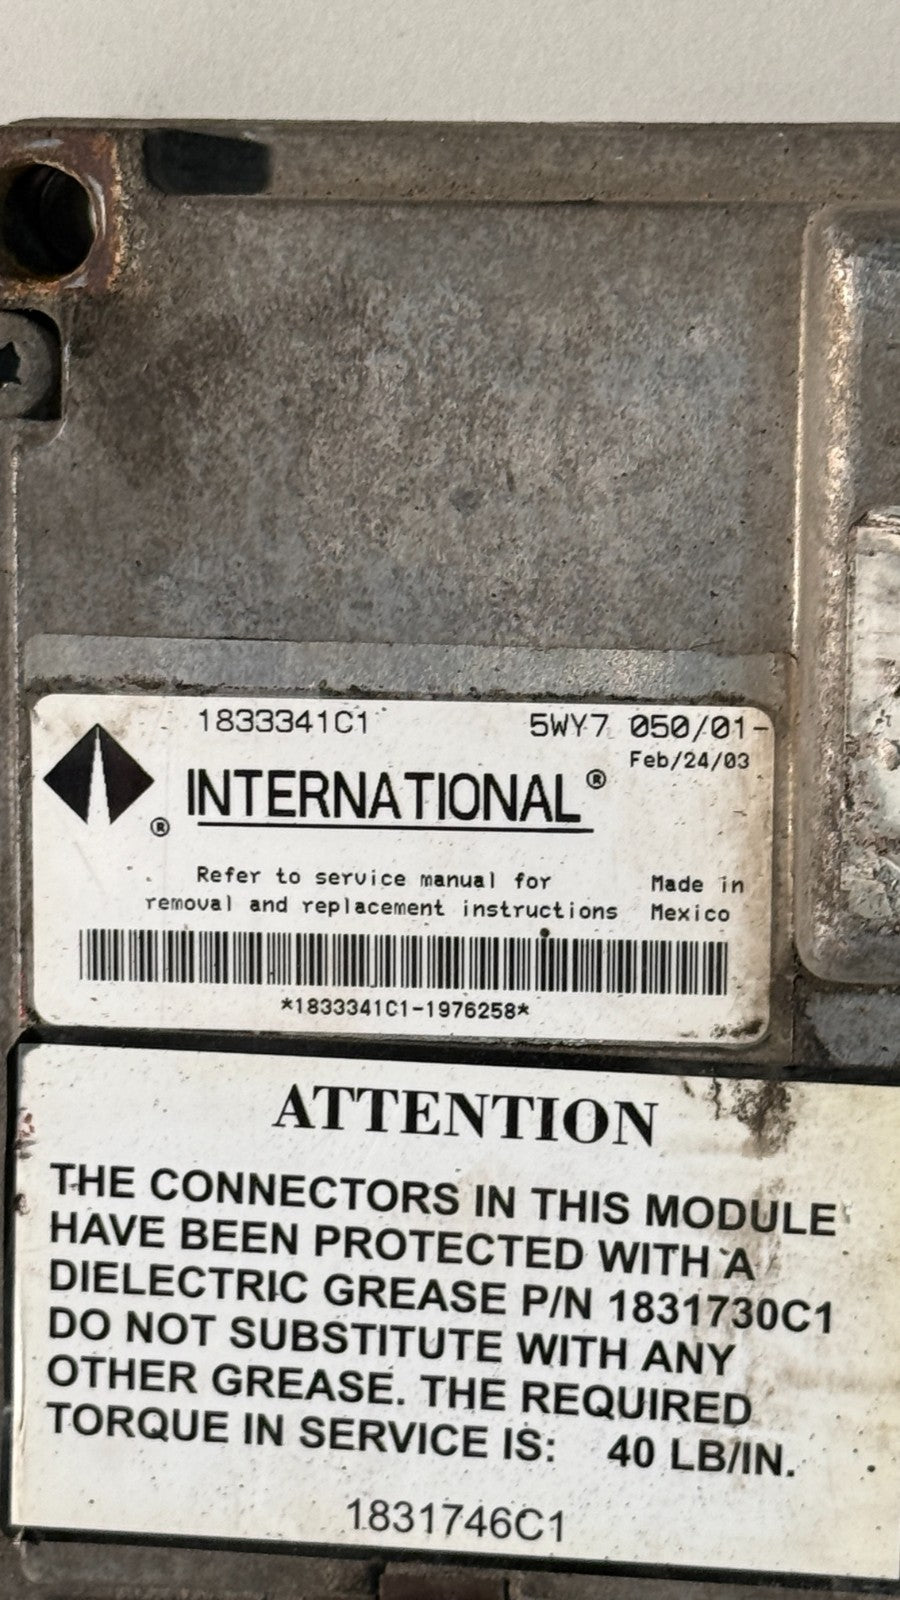 1833341C1 5WY7 050/01-
Feb/24/03
INTERNATIONAL®
®
Refer to service manual for Made in
removal and replacement instructions Mexico
*1833341C1-1976258*
ATTENTION
THE CONNECTORS IN THIS MODULE
HAVE BEEN PROTECTED WITH A
DIELECTRIC GREASE P/N 1831730C1
DO NOT SUBSTITUTE WITH ANY
OTHER GREASE. THE REQUIRED
TORQUE IN SERVICE IS: 40 LB/IN.
1831746C1